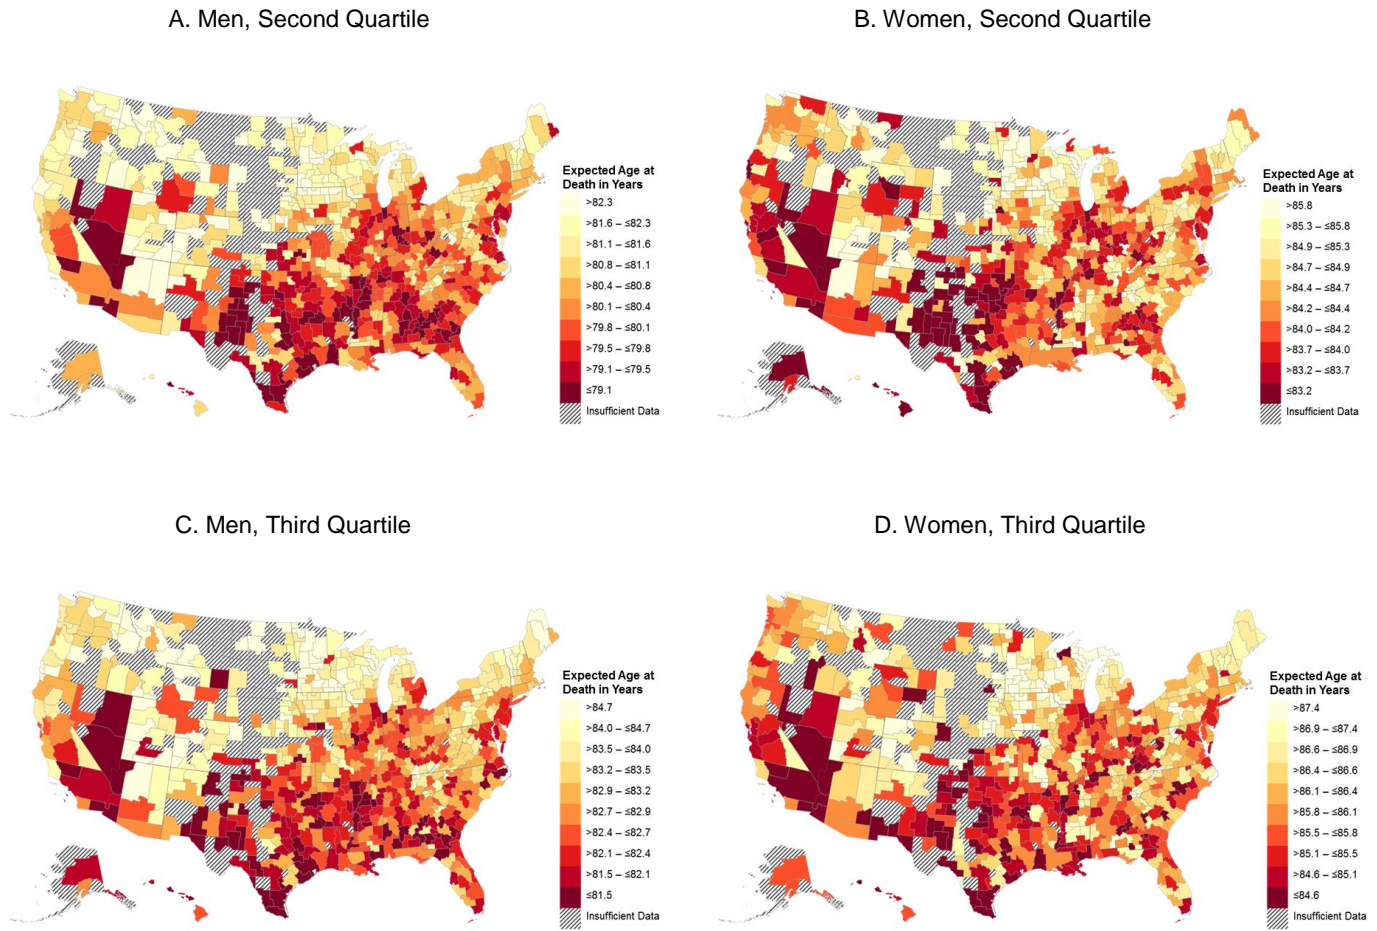 A. Men, Second Quartile
Expected Age at
Death in Years
>82.3
>81.6 – ≤82.3
>81.1 – ≤81.6
>80.8 – ≤81.1
>80.4 – ≤80.8
>80.1 – ≤80.4
>79.8 – ≤80.1
>79.5 – ≤79.8
>79.1 – ≤79.5
≤79.1
Insufficient Data
B. Women, Second Quartile
Expected Age at
Death in Years
>85.8
>85.3 – ≤85.8
>84.9 – ≤85.3
>84.7 – ≤84.9
>84.4 – ≤84.7
>84.2 – ≤84.4
>84.0 – ≤84.2
>83.7 – ≤84.0
>83.2 – ≤83.7
≤83.2
Insufficient Data
C. Men, Third Quartile
Expected Age at
Death in Years
>84.7
>84.0 – ≤84.7
>83.5 – ≤84.0
>83.2 – ≤83.5
>82.9 – ≤83.2
>82.7 – ≤82.9
>82.4 – ≤82.7
>82.1 – ≤82.4
>81.5 – ≤82.1
≤81.5
Insufficient Data
D. Women, Third Quartile
Expected Age at
Death in Years
>87.4
>86.9 – ≤87.4
>86.6 – ≤86.9
>86.4 – ≤86.6
>86.1 – ≤86.4
>85.8 – ≤86.1
>85.5 – ≤85.8
>85.1 – ≤85.5
>84.6 – ≤85.1
≤84.6
Insufficient Data